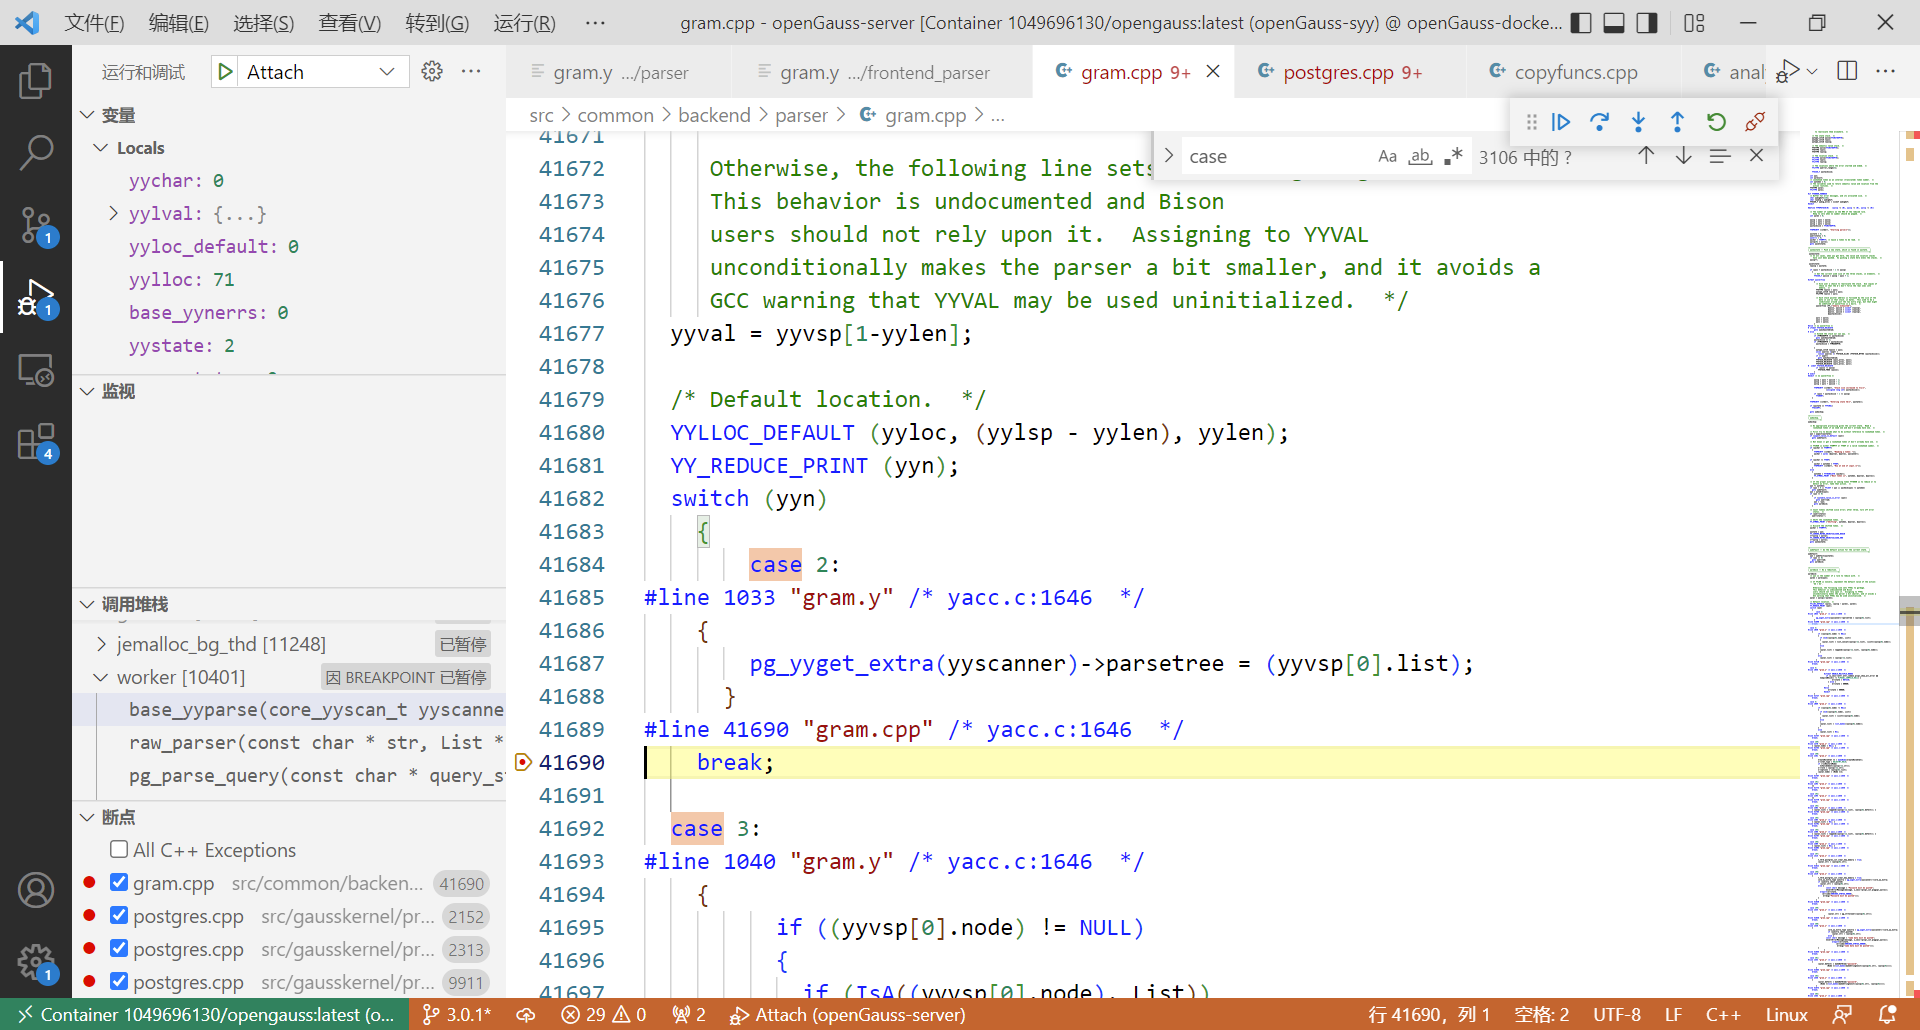 文件(F) 编辑(E) 选择(S) 查看(V) 转到(G) 运行(R) ··· gram.cpp - openGauss-server [Container 1049696130/opengauss:latest (openGauss-syy) @ openGauss-docke...
运行和调试 Attach ···
gram.y .../parser gram.y .../frontend_parser gram.cpp 9+ postgres.cpp 9+ copyfuncs.cpp anal ···
src > common > backend > parser > gram.cpp > ...
case Aa ab 3106 中的 ?
变量
Locals
yychar: 0
yylval: {...}
yyloc_default: 0
yylloc: 71
base_yynerrs: 0
yystate: 2
监视
调用堆栈
jemalloc_bg_thd [11248] 已暂停
worker [10401] 因 BREAKPOINT 已暂停
base_yyparse(core_yyscan_t yyscanne
raw_parser(const char * str, List *
pg_parse_query(const char * query_s
断点
All C++ Exceptions
gram.cpp src/common/backen... 41690
postgres.cpp src/gausskernel/pr... 2152
postgres.cpp src/gausskernel/pr... 2313
postgres.cpp src/gausskernel/pr... 9911
1
1
4
1
41671
41672 Otherwise, the following line sets
41673 This behavior is undocumented and Bison
41674 users should not rely upon it.  Assigning to YYVAL
41675 unconditionally makes the parser a bit smaller, and it avoids a
41676 GCC warning that YYVAL may be used uninitialized.  */
41677 yyval = yyvsp[1-yylen];
41678
41679 /* Default location.  */
41680 YYLLOC_DEFAULT (yyloc, (yylsp - yylen), yylen);
41681 YY_REDUCE_PRINT (yyn);
41682 switch (yyn)
41683 {
41684 case 2:
41685 #line 1033 "gram.y" /* yacc.c:1646  */
41686 {
41687 pg_yyget_extra(yyscanner)->parsetree = (yyvsp[0].list);
41688 }
41689 #line 41690 "gram.cpp" /* yacc.c:1646  */
41690 break;
41691
41692 case 3:
41693 #line 1040 "gram.y" /* yacc.c:1646  */
41694 {
41695 if ((yyvsp[0].node) != NULL)
41696 {
41697 if (IsA((yyvsp[0].node), List))
Container 1049696130/opengauss:latest (o... 3.0.1* 29 0 2 Attach (openGauss-server) 行 41690，列 1 空格: 2 UTF-8 LF C++ Linux